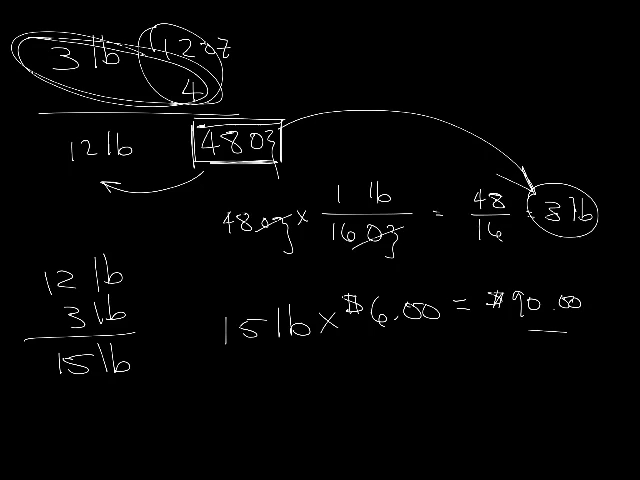 3 lb 12 oz
4
12 lb 48 oz
48 oz x 1 lb / 16 oz = 48 / 16 = 3 lb
12 lb
3 lb
15 lb
15 lb x $6.00 = $90.00